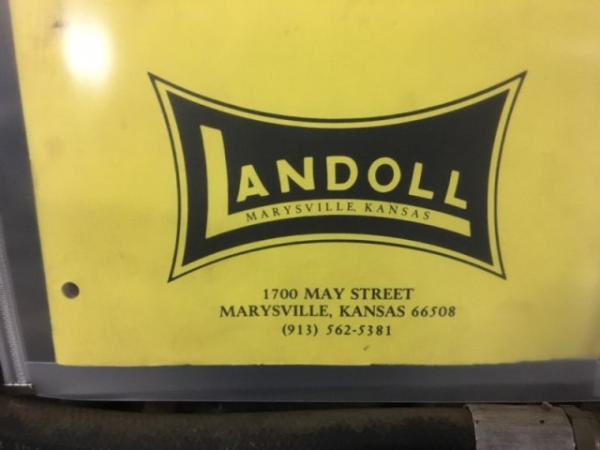 LANDOLL
MARYSVILLE, KANSAS
1700 MAY STREET
MARYSVILLE, KANSAS 66508
(913) 562-5381